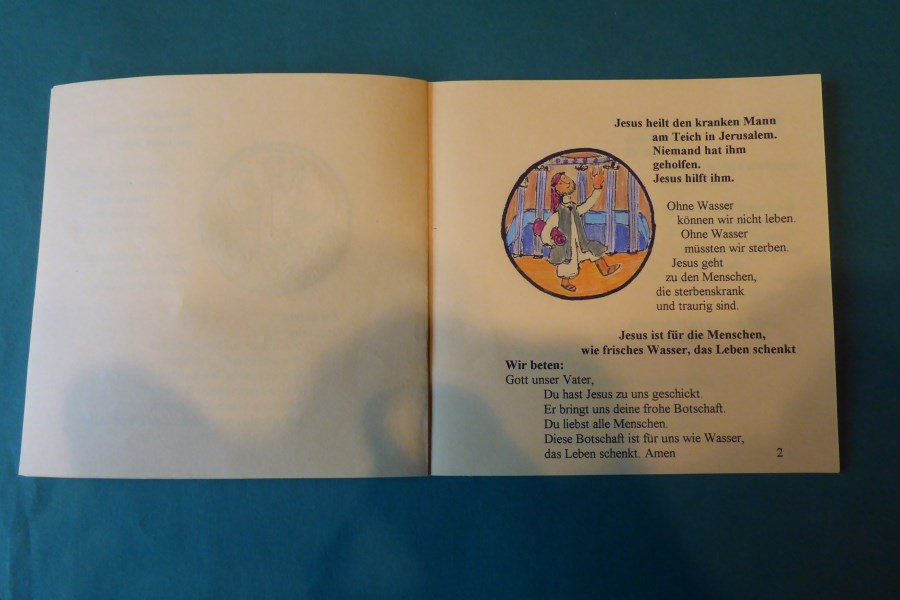 Jesus heilt den kranken Mann
am Teich in Jerusalem.
Niemand hat ihm
geholfen.
Jesus hilft ihm.
Ohne Wasser
können wir nicht leben.
Ohne Wasser
müssten wir sterben.
Jesus geht
zu den Menschen,
die sterbenskrank
und traurig sind.
Jesus ist für die Menschen,
wie frisches Wasser, das Leben schenkt
Wir beten:
Gott unser Vater,
Du hast Jesus zu uns geschickt.
Er bringt uns deine frohe Botschaft.
Du liebst alle Menschen.
Diese Botschaft ist für uns wie Wasser,
das Leben schenkt. Amen
2